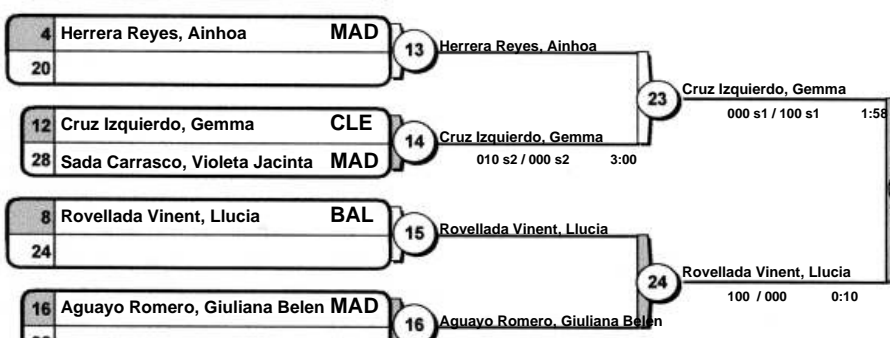 4 Herrera Reyes, Ainhoa MAD
20
13 Herrera Reyes, Ainhoa
12 Cruz Izquierdo, Gemma CLE
28 Sada Carrasco, Violeta Jacinta MAD
14 Cruz Izquierdo, Gemma
010 s2 / 000 s2 3:00
23 Cruz Izquierdo, Gemma
000 s1 / 100 s1 1:58
8 Rovellada Vinent, Llucia BAL
24
15 Rovellada Vinent, Llucia
16 Aguayo Romero, Giuliana Belen MAD
16 Aguayo Romero, Giuliana Belen
24 Rovellada Vinent, Llucia
100 / 000 0:10